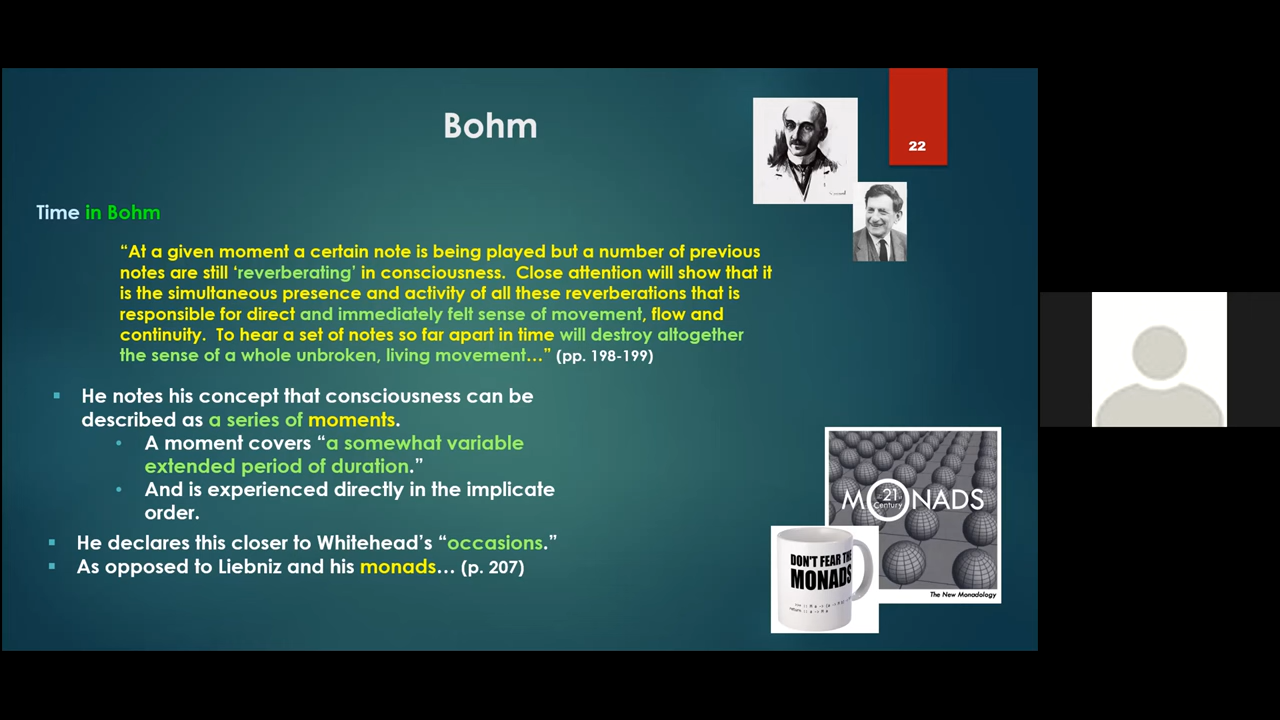 Bohm
22
Time in Bohm
“At a given moment a certain note is being played but a number of previous
notes are still ‘reverberating’ in consciousness. Close attention will show that it
is the simultaneous presence and activity of all these reverberations that is
responsible for direct and immediately felt sense of movement, flow and
continuity. To hear a set of notes so far apart in time will destroy altogether
the sense of a whole unbroken, living movement…” (pp. 198-199)
He notes his concept that consciousness can be
described as a series of moments.
A moment covers “a somewhat variable
extended period of duration.”
And is experienced directly in the implicate
order.
He declares this closer to Whitehead’s “occasions.”
As opposed to Liebniz and his monads… (p. 207)
21
MONADS
Century
The New Monadology
DON'T FEAR THE
MONADS